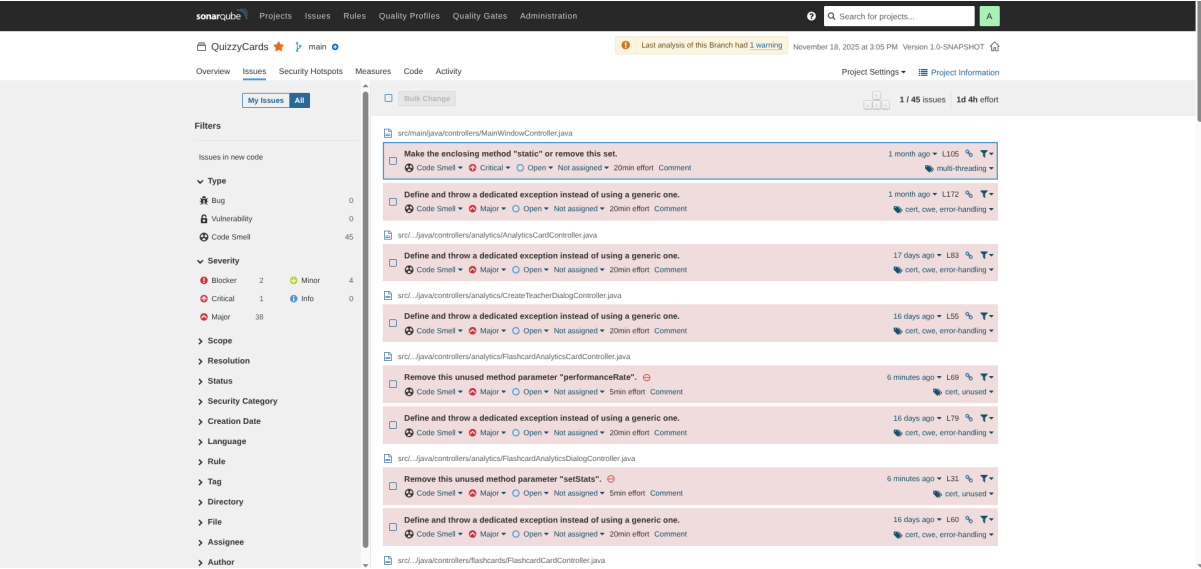 sonarqube Projects Issues Rules Quality Profiles Quality Gates Administration Search for projects... A
QuizzyCards main Last analysis of this Branch had 1 warning November 18, 2025 at 3:05 PM Version 1.0-SNAPSHOT
Overview Issues Security Hotspots Measures Code Activity Project Settings Project Information
My Issues All
Filters
Issues in new code
Type
Bug 0
Vulnerability 0
Code Smell 45
Severity
Blocker 2 Minor 4
Critical 1 Info 0
Major 38
Scope
Resolution
Status
Security Category
Creation Date
Language
Rule
Tag
Directory
File
Assignee
Author
Bulk Change 1 / 45 issues 1d 4h effort
src/main/java/controllers/MainWindowController.java
Make the enclosing method "static" or remove this set. 1 month ago L105
Code Smell Critical Open Not assigned 20min effort Comment multi-threading
Define and throw a dedicated exception instead of using a generic one. 1 month ago L172
Code Smell Major Open Not assigned 20min effort Comment cert, cwe, error-handling
src/.../java/controllers/analytics/AnalyticsCardController.java
Define and throw a dedicated exception instead of using a generic one. 17 days ago L83
Code Smell Major Open Not assigned 20min effort Comment cert, cwe, error-handling
src/.../java/controllers/analytics/CreateTeacherDialogController.java
Define and throw a dedicated exception instead of using a generic one. 16 days ago L55
Code Smell Major Open Not assigned 20min effort Comment cert, cwe, error-handling
src/.../java/controllers/analytics/FlashcardAnalyticsCardController.java
Remove this unused method parameter "performanceRate". 6 minutes ago L69
Code Smell Major Open Not assigned 5min effort Comment cert, unused
Define and throw a dedicated exception instead of using a generic one. 16 days ago L79
Code Smell Major Open Not assigned 20min effort Comment cert, cwe, error-handling
src/.../java/controllers/analytics/FlashcardAnalyticsDialogController.java
Remove this unused method parameter "setStats". 6 minutes ago L31
Code Smell Major Open Not assigned 5min effort Comment cert, unused
Define and throw a dedicated exception instead of using a generic one. 16 days ago L60
Code Smell Major Open Not assigned 20min effort Comment cert, cwe, error-handling
src/.../java/controllers/flashcards/FlashcardCardController.java